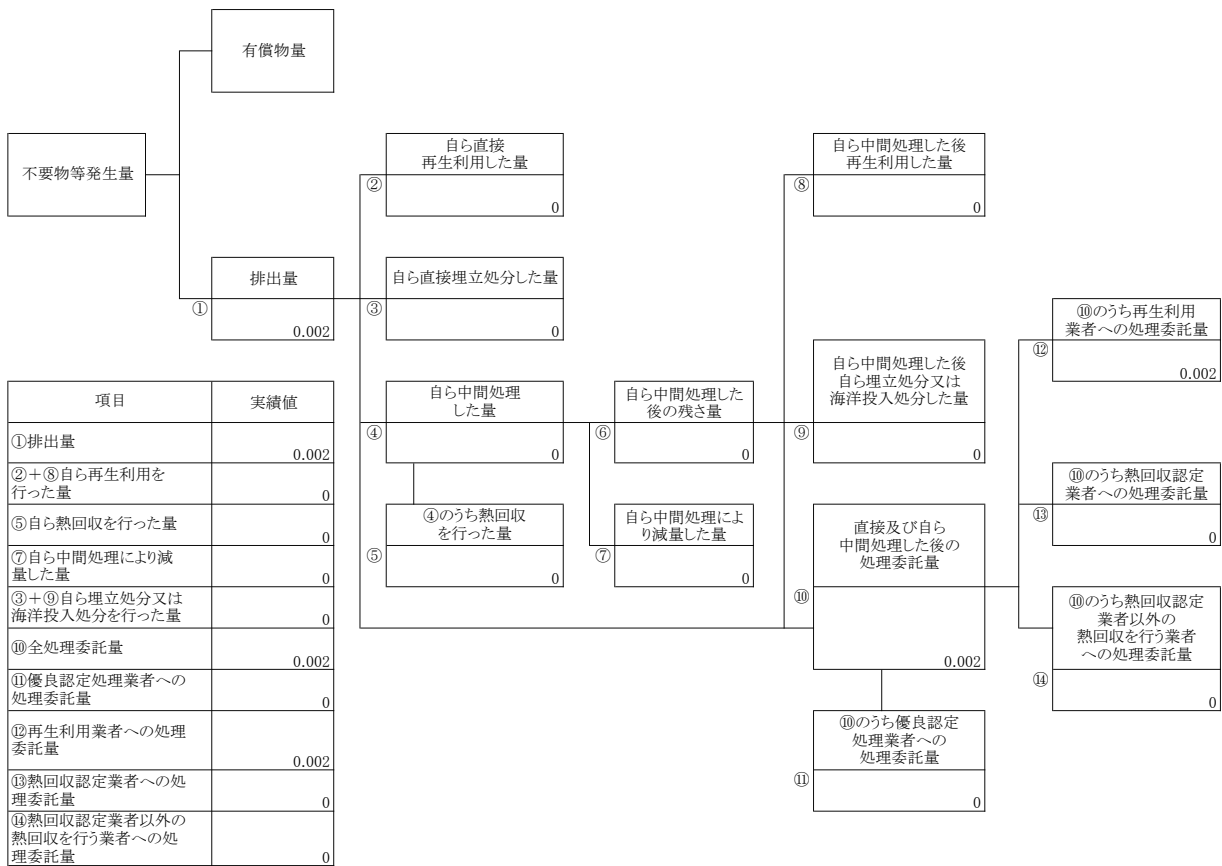 有償物量
不要物等発生量
排出量
①
0.002
自ら直接
再生利用した量
②
0
自ら直接埋立処分した量
③
0
自ら中間処理
した量
④
0
④のうち熱回収
を行った量
⑤
0
自ら中間処理した
後の残さ量
⑥
0
自ら中間処理によ
り減量した量
⑦
0
自ら中間処理した後
再生利用した量
⑧
0
自ら中間処理した後
自ら埋立処分又は
海洋投入処分した量
⑨
0
直接及び自ら
中間処理した後の
処理委託量
⑩
0.002
⑩のうち優良認定
処理業者への
処理委託量
⑪
0
⑩のうち再生利用
業者への処理委託量
⑫
0.002
⑩のうち熱回収認定
業者への処理委託量
⑬
0
⑩のうち熱回収認定
業者以外の
熱回収を行う業者
への処理委託量
⑭
0
項目 実績値
①排出量 0.002
②+⑧自ら再生利用を
行った量 0
⑤自ら熱回収を行った量 0
⑦自ら中間処理により減
量した量 0
③+⑨自ら埋立処分又は
海洋投入処分を行った量 0
⑩全処理委託量 0.002
⑪優良認定処理業者への
処理委託量 0
⑫再生利用業者への処理
委託量 0.002
⑬熱回収認定業者への処
理委託量 0
⑭熱回収認定業者以外の
熱回収を行う業者への処
理委託量 0